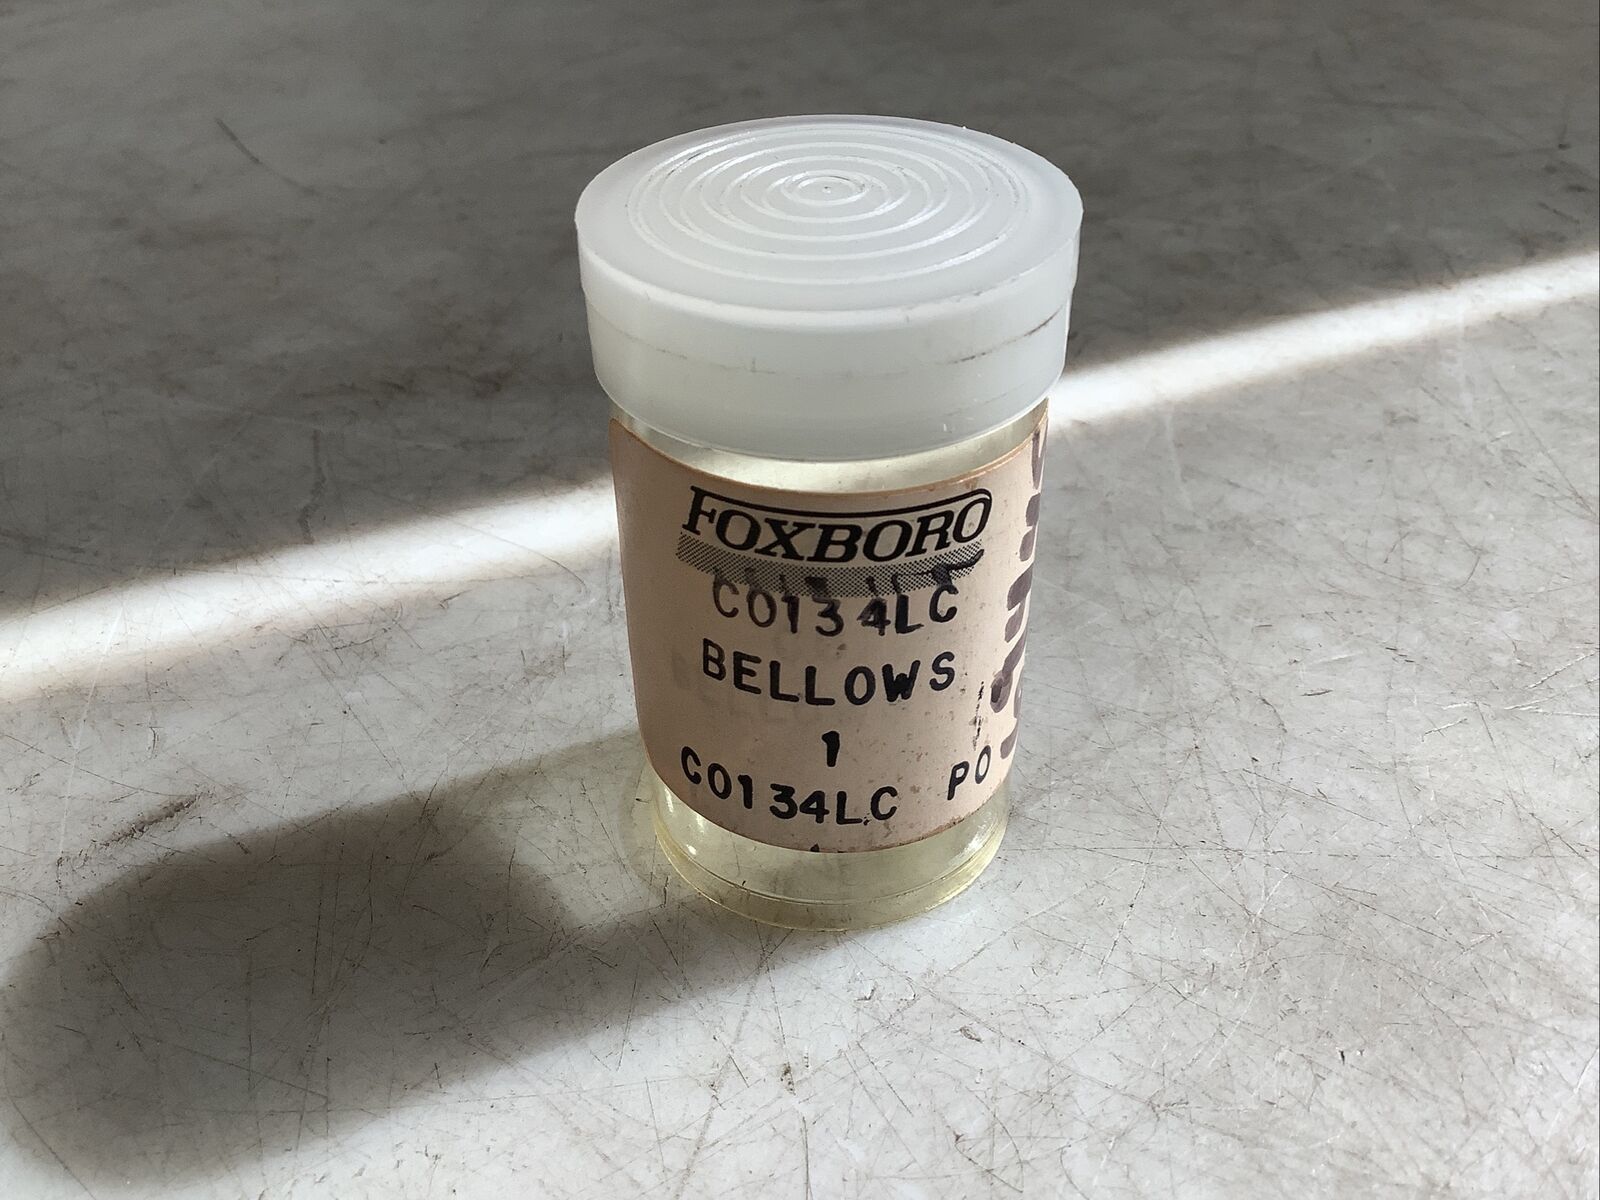 FOXBORO
C0134LC
BELLOWS
1
C0134LC PO